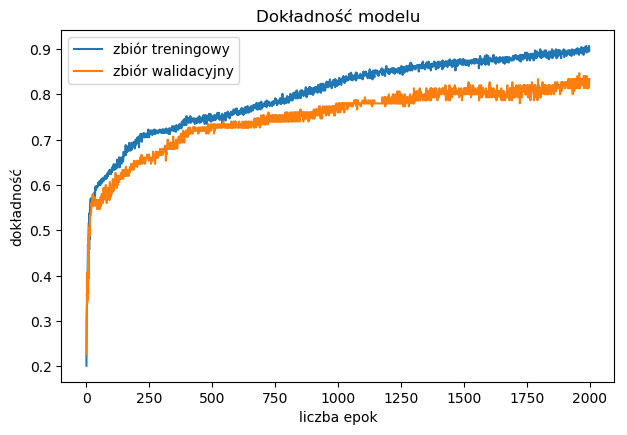 Dokładność modelu
zbiór treningowy
zbiór walidacyjny
dokładność
0.9
0.8
0.7
0.6
0.5
0.4
0.3
0.2
0 250 500 750 1000 1250 1500 1750 2000
liczba epok